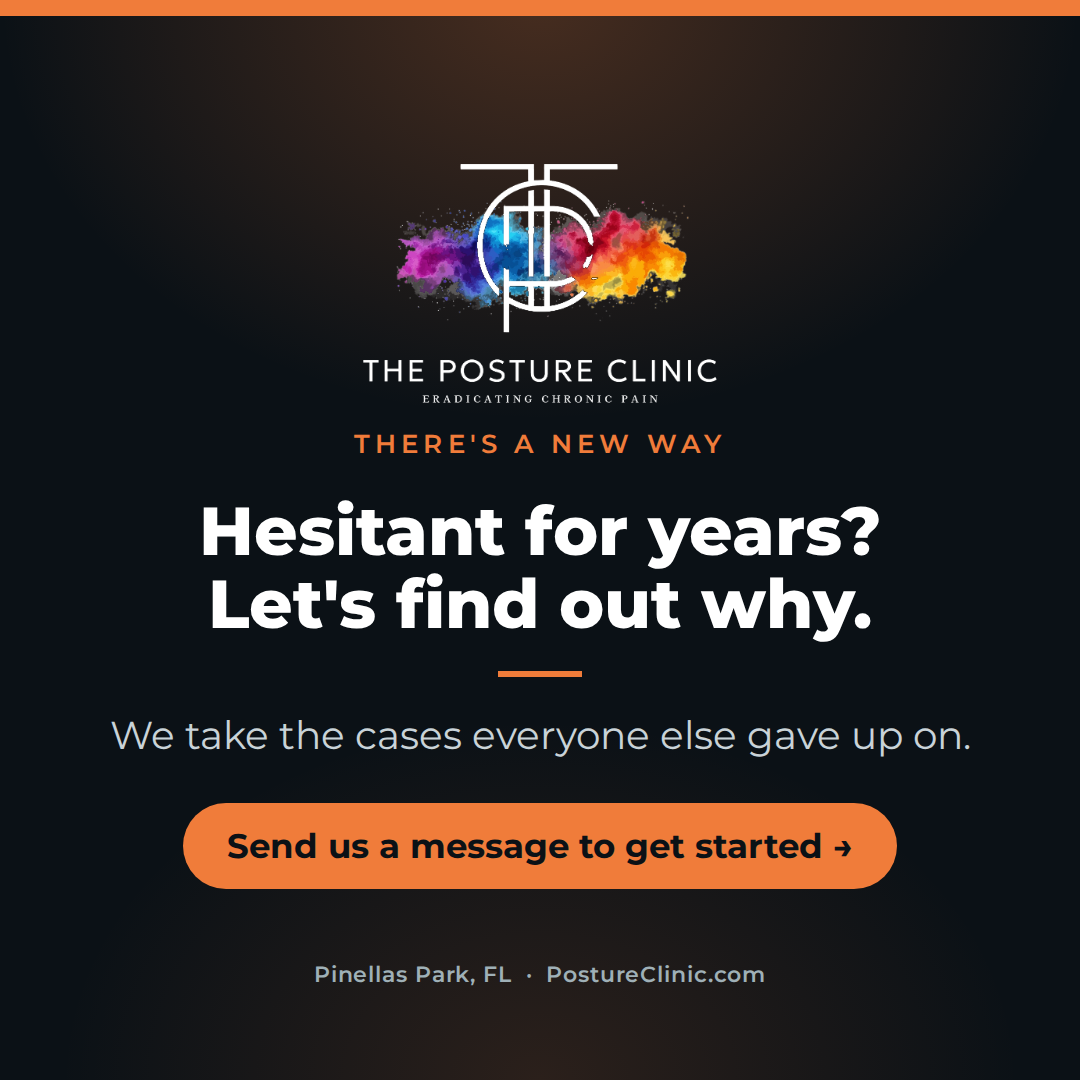 THE POSTURE CLINIC
ERADICATING CHRONIC PAIN
THERE'S A NEW WAY
Hesitant for years?
Let's find out why.
We take the cases everyone else gave up on.
Send us a message to get started →
Pinellas Park, FL • PostureClinic.com